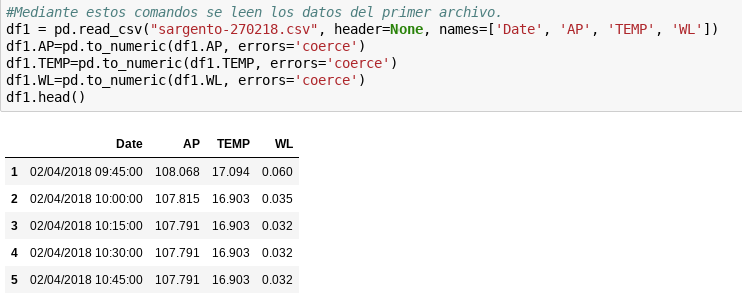 #Mediante estos comandos se leen los datos del primer archivo.
df1 = pd.read_csv("sargento-270218.csv", header=None, names=['Date', 'AP', 'TEMP', 'WL'])
df1.AP=pd.to_numeric(df1.AP, errors='coerce')
df1.TEMP=pd.to_numeric(df1.TEMP, errors='coerce')
df1.WL=pd.to_numeric(df1.WL, errors='coerce')
df1.head()
Date AP TEMP WL
1 02/04/2018 09:45:00 108.068 17.094 0.060
2 02/04/2018 10:00:00 107.815 16.903 0.035
3 02/04/2018 10:15:00 107.791 16.903 0.032
4 02/04/2018 10:30:00 107.791 16.903 0.032
5 02/04/2018 10:45:00 107.791 16.903 0.032